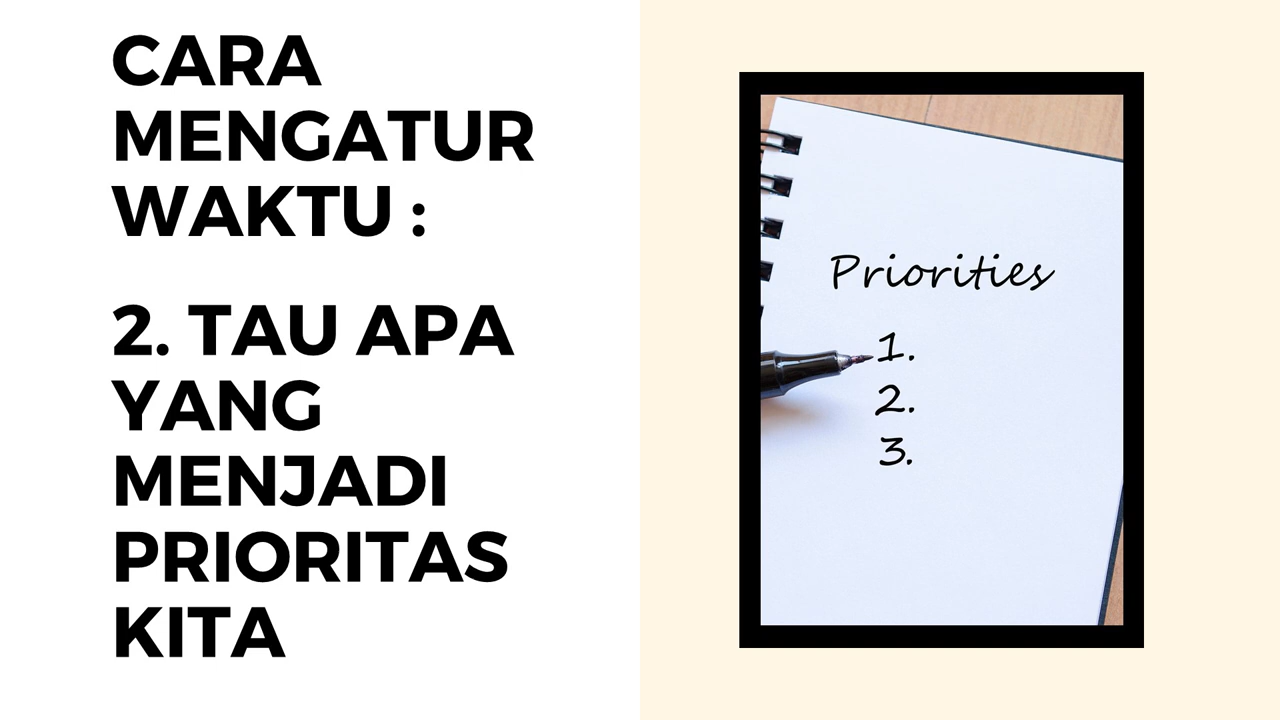 CARA
MENGATUR
WAKTU :
2. TAU APA
YANG
MENJADI
PRIORITAS
KITA
Priorities
1.
2.
3.